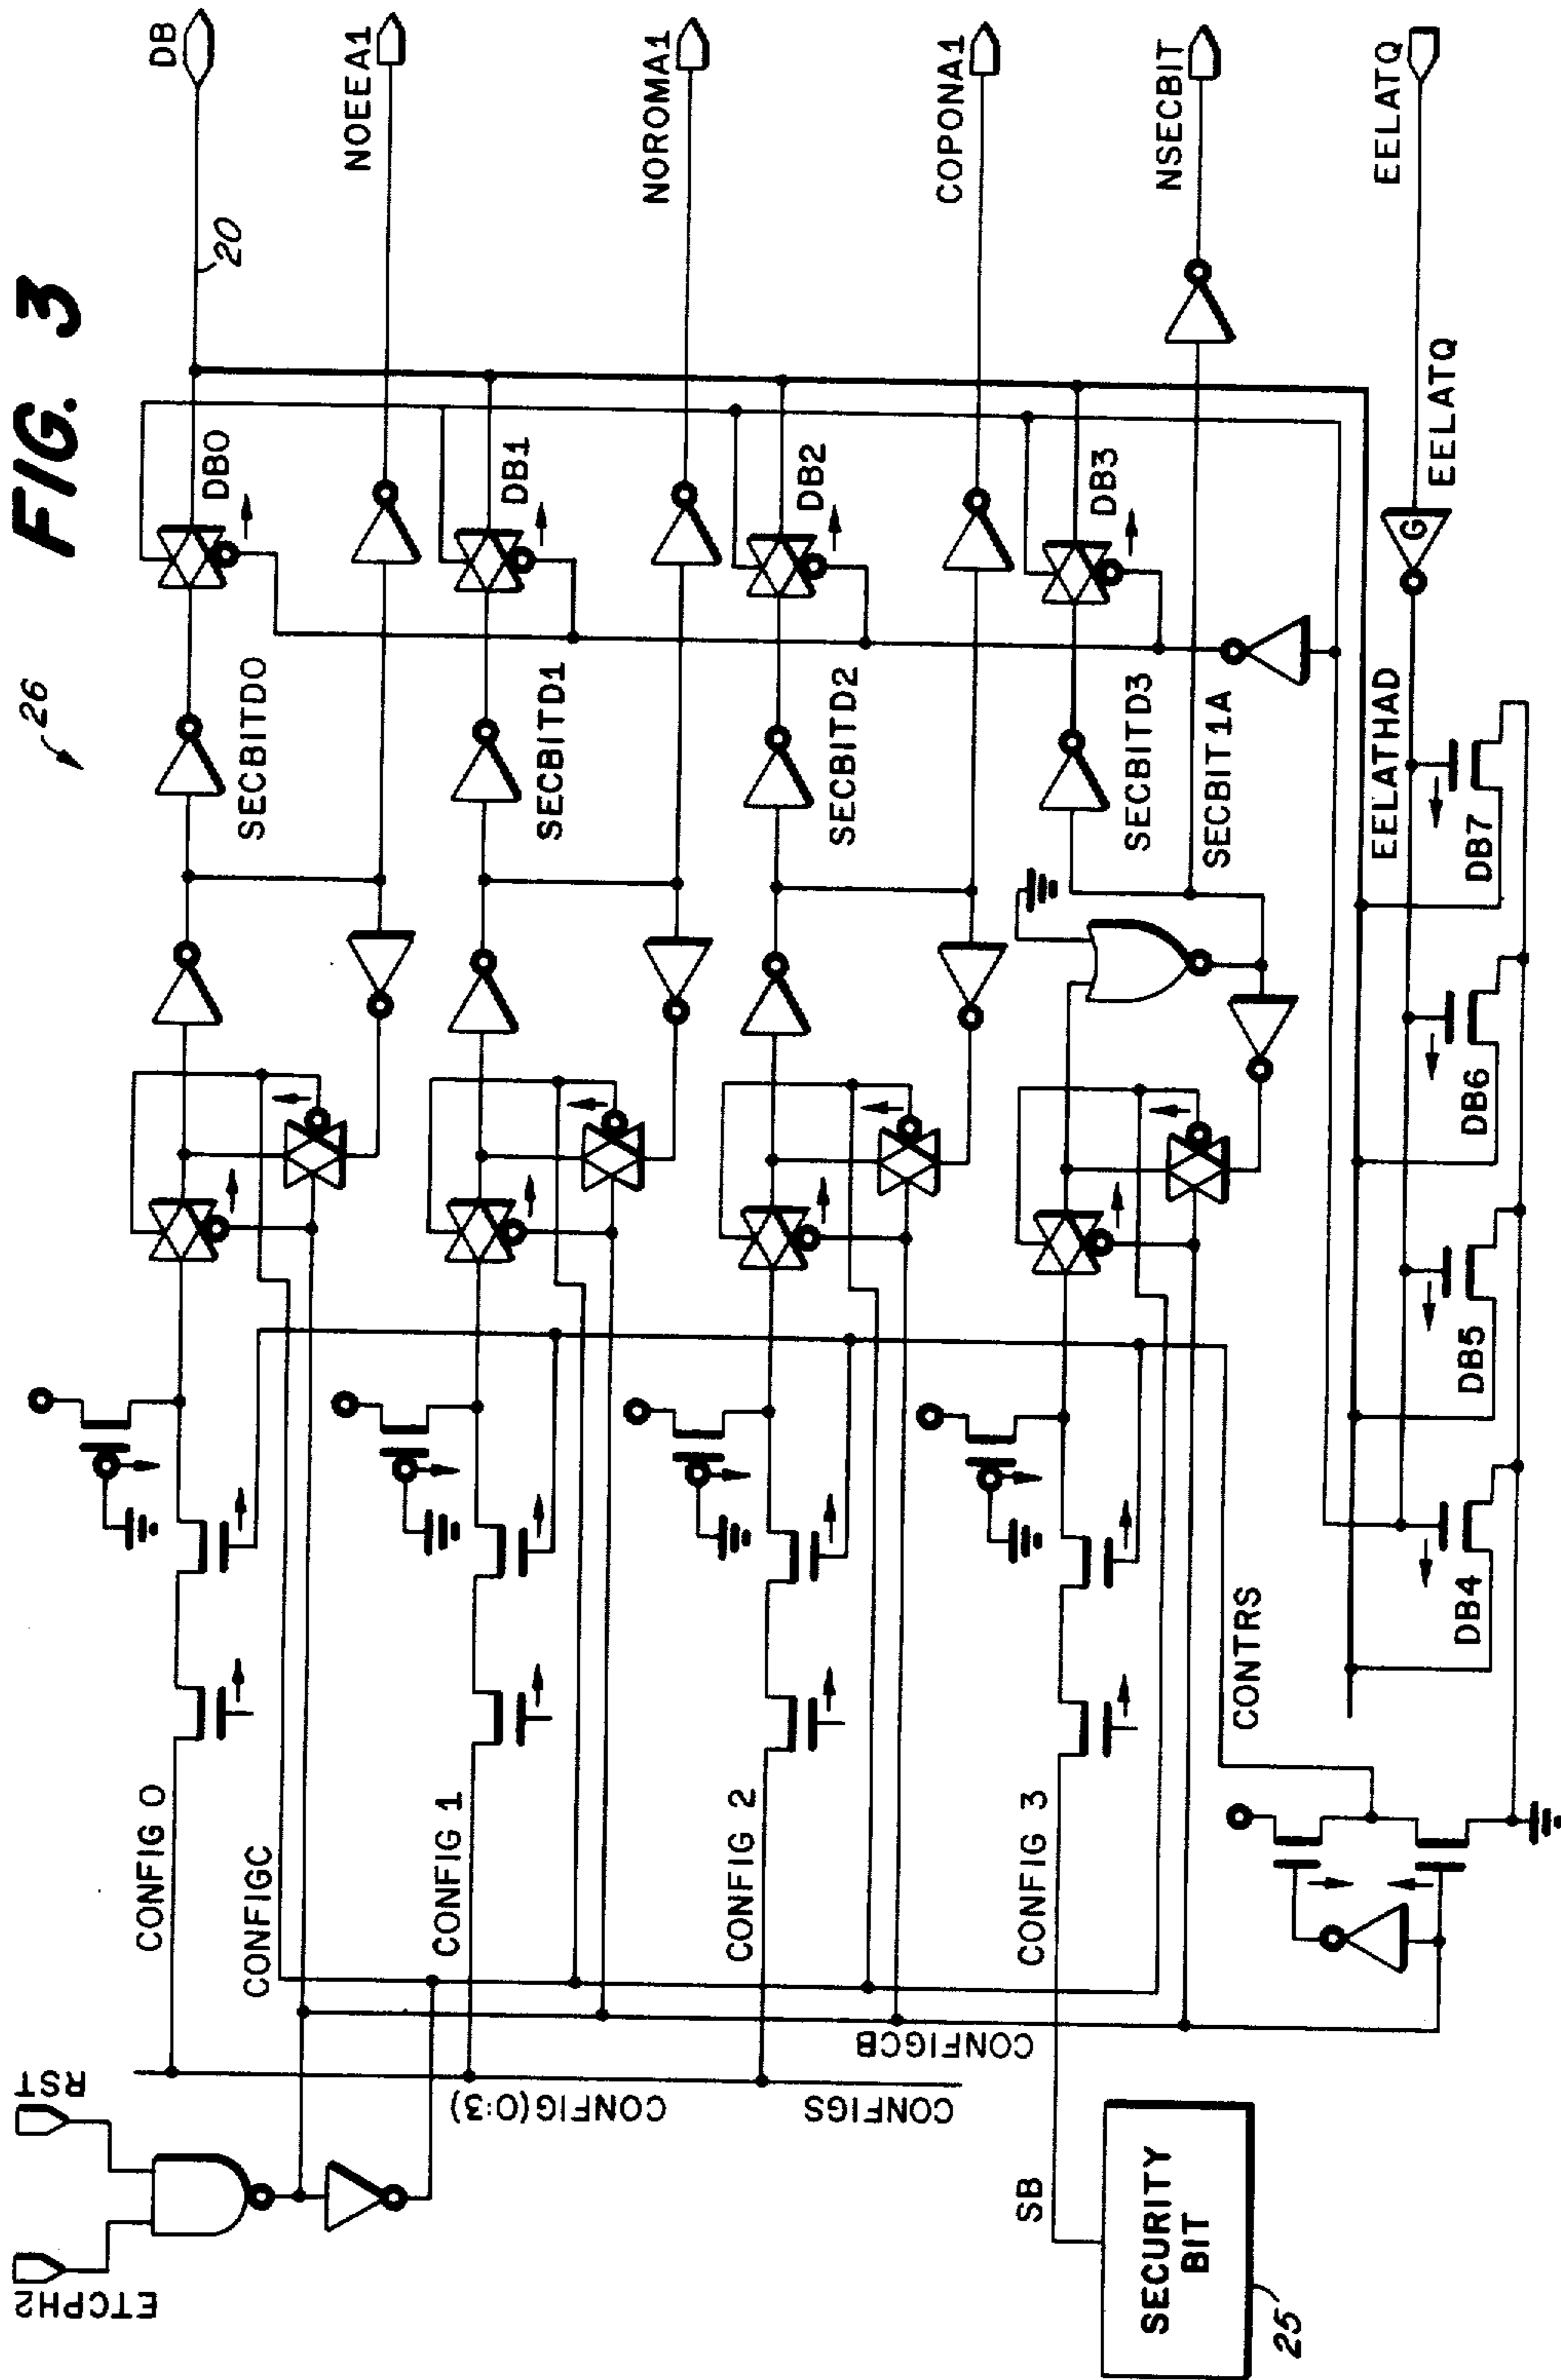 FIG. 3
26
DB
20
NOEEA1
NOROMA1
COPONA1
NSECBIT
EELATQ
EELATQ
G
DB0
DB1
DB2
DB3
SECBITD0
SECBITD1
SECBITD2
SECBITD3
SECBIT1A
EELATHAD
DB7
DB6
DB5
DB4
CONTRS
CONFIG 0
CONFIGC
CONFIG 1
CONFIG 2
CONFIG 3
CONFIGCB
CONFIG(0:3)
CONFIGS
RST
ETCPH2
SB
SECURITY
BIT
25